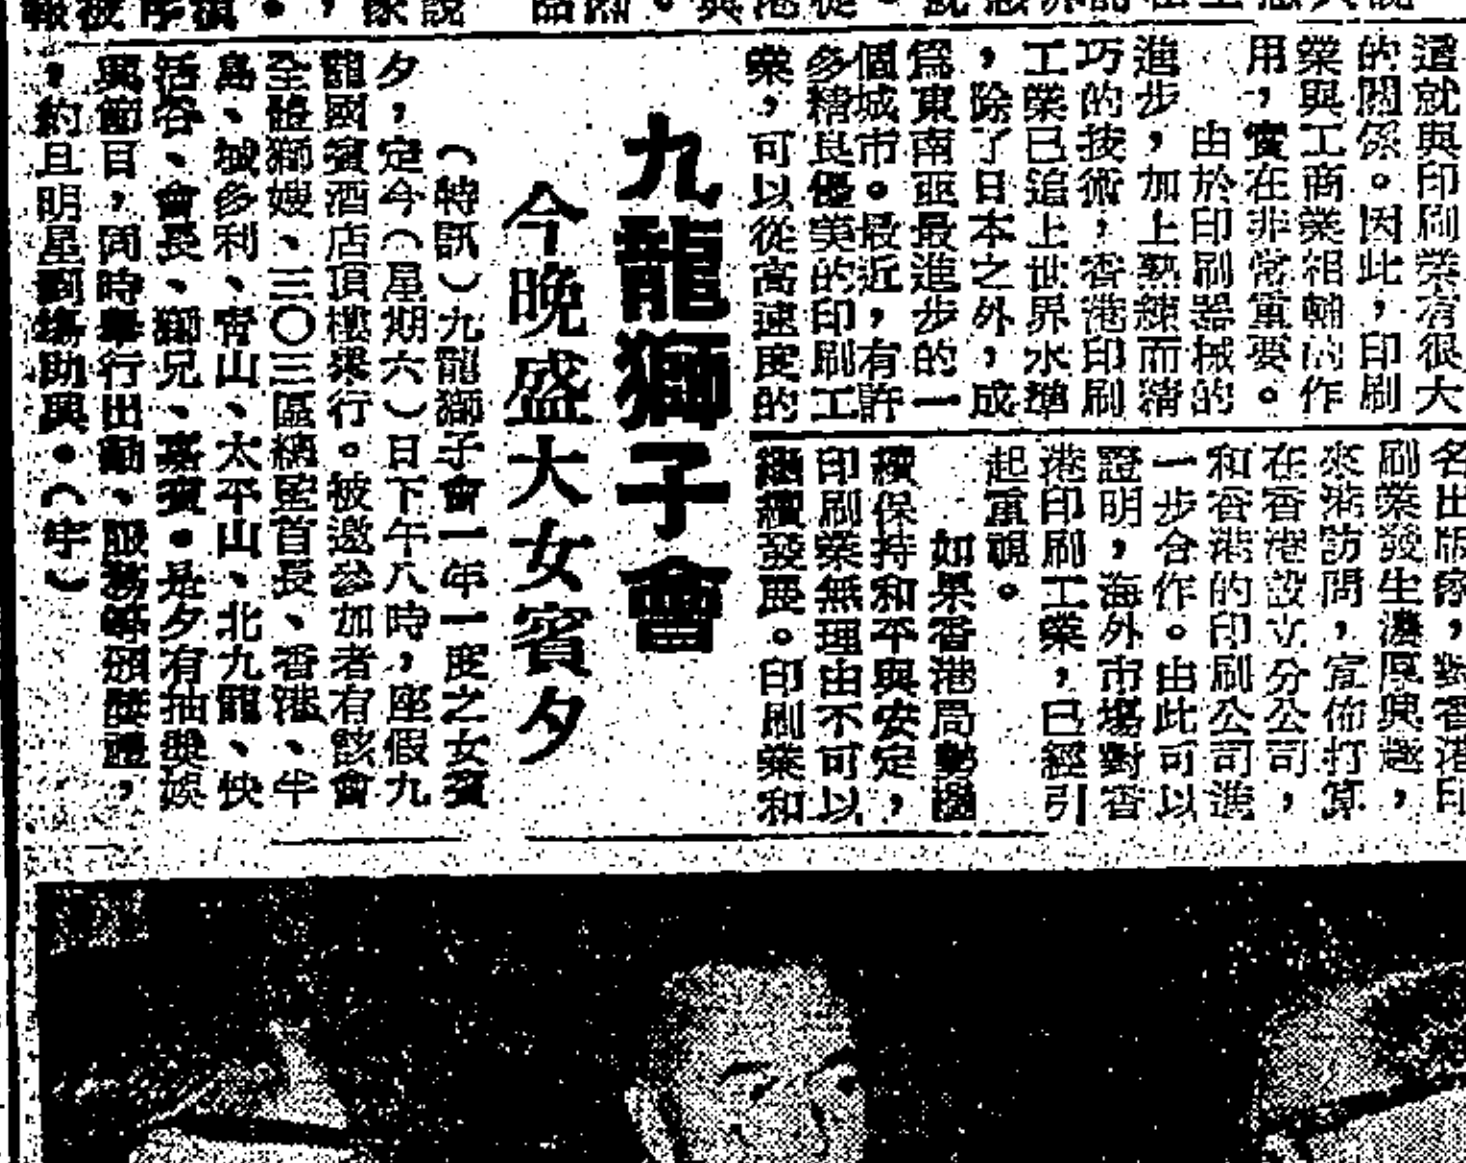 這就與印刷業有很大
的關係。因此，印刷
業與工商業相輔的作
用，實在非常重要。
由於印刷器械的
進步，加上熟練而精
巧的技術，香港印刷
工業已追上世界水準
，除了日本之外，成
爲東南亞最進步的一
個城市。最近，有許
多精良優美的印刷工
業，可以從高速度的
名出版家，對香港印
刷業發生濃厚興趣，
來港訪問，宣佈打算
在香港設立分公司，
和香港的印刷公司進
一步合作。由此可以
證明，海外市場對香
港印刷工業，已經引
起重視。
如果香港局勢繼
續保持和平與安定，
印刷業無理由不可以
繼續發展。印刷業和
九龍獅子會
今晚盛大女賓夕
（特訊）九龍獅子會一年一度之女賓
夕，定今（星期六）日下午八時，座假九
龍國賓酒店頂樓舉行。被邀參加者有該會
全體獅嫂、三〇三區總監首長、香港、半
島、域多利、青山、太平山、北九龍、快
活谷、會長、獅兄、嘉賓。是夕有抽獎娛
興節目，同時舉行出勤、服務等頒獎禮，
，約且明星到場助興。（宇）